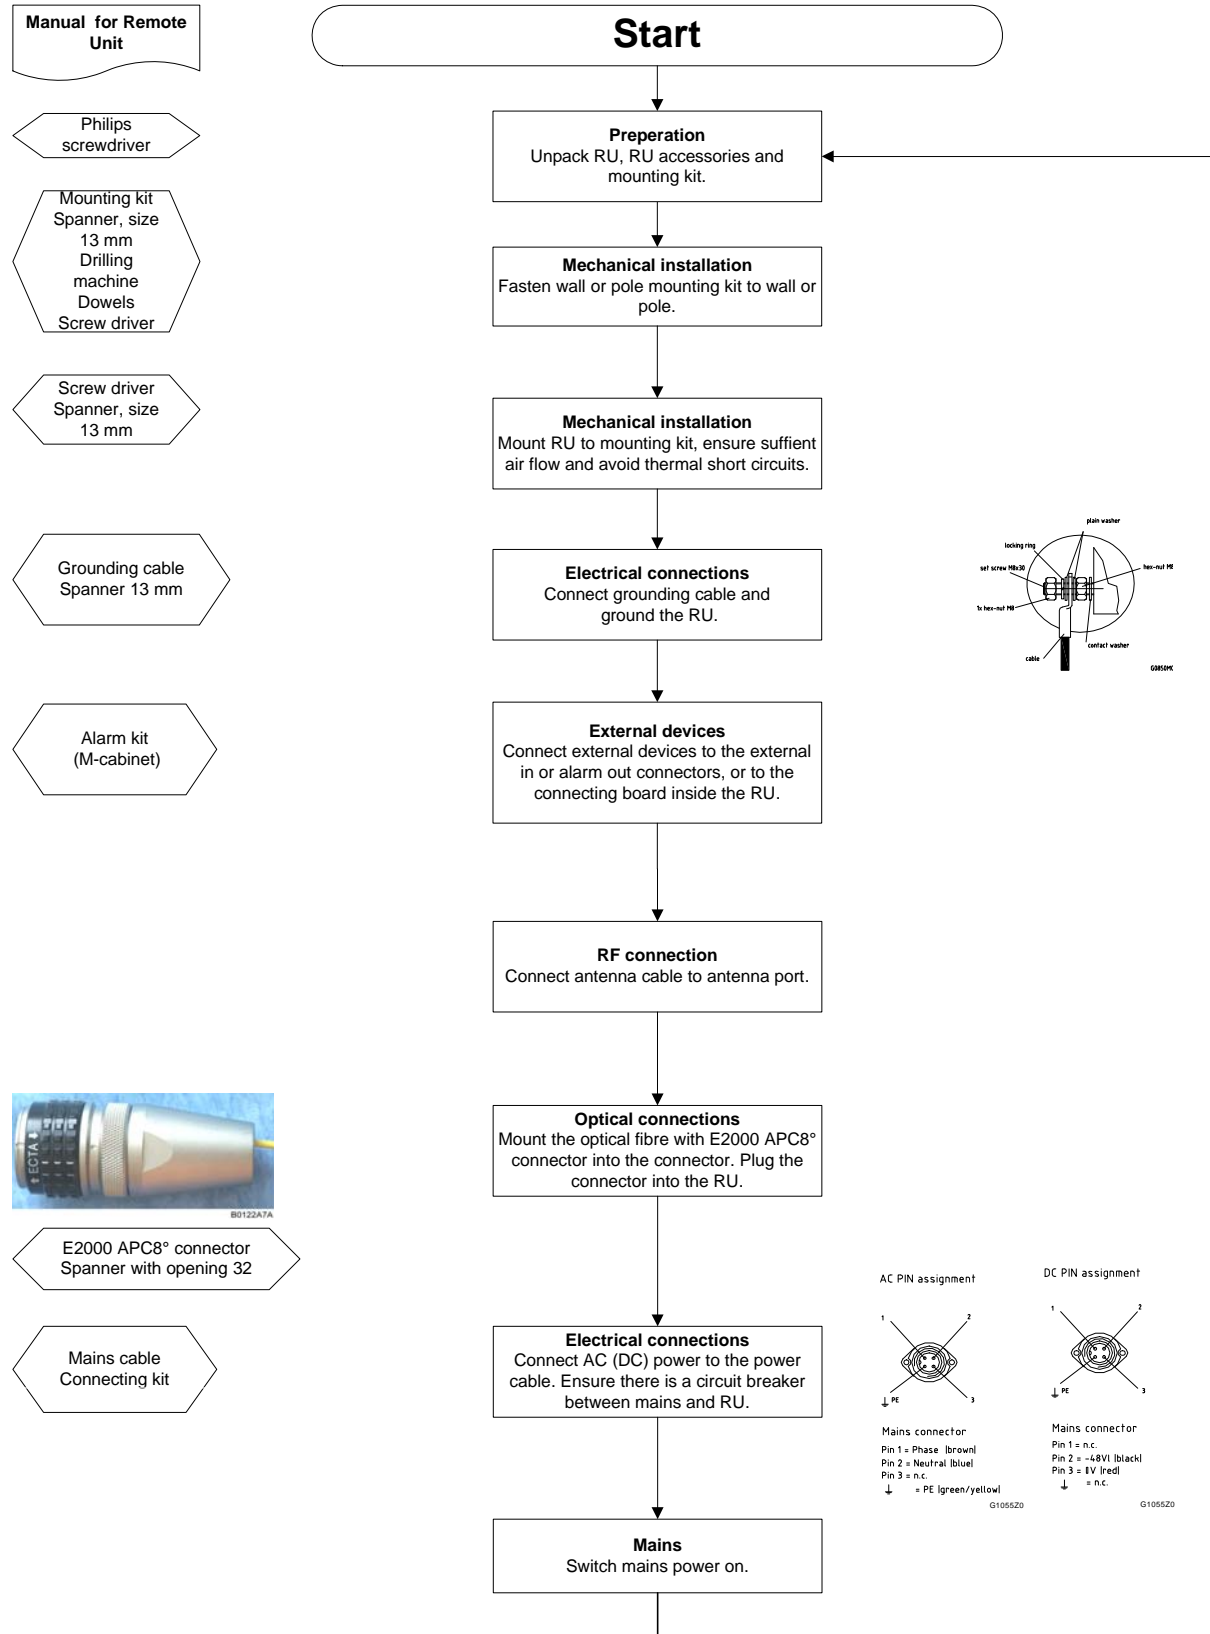 Manual for Remote
Unit
Start
Philips
screwdriver
Preperation
Unpack RU, RU accessories and
mounting kit.
Mounting kit
Spanner, size
13 mm
Drilling
machine
Dowels
Screw driver
Mechanical installation
Fasten wall or pole mounting kit to wall or
pole.
Screw driver
Spanner, size
13 mm
Mechanical installation
Mount RU to mounting kit, ensure suffient
air flow and avoid thermal short circuits.
Grounding cable
Spanner 13 mm
Electrical connections
Connect grounding cable and
ground the RU.
plain washer
locking ring
set screw M8x30
hex-nut M8
1x hex-nut M8
contact washer
cable
G0850M
Alarm kit
(M-cabinet)
External devices
Connect external devices to the external
in or alarm out connectors, or to the
connecting board inside the RU.
RF connection
Connect antenna cable to antenna port.
ECTA
B0122A7A
Optical connections
Mount the optical fibre with E2000 APC8°
connector into the connector. Plug the
connector into the RU.
E2000 APC8° connector
Spanner with opening 32
Mains cable
Connecting kit
Electrical connections
Connect AC (DC) power to the power
cable. Ensure there is a circuit breaker
between mains and RU.
AC PIN assignment
1
2
PE
3
Mains connector
Pin 1 = Phase (brown)
Pin 2 = Neutral (blue)
Pin 3 = n.c.
= PE (green/yellow)
G1055Z0
DC PIN assignment
1
2
PE
3
Mains connector
Pin 1 = n.c.
Pin 2 = -48V (black)
Pin 3 = 0V (red)
= n.c.
G1055Z0
Mains
Switch mains power on.